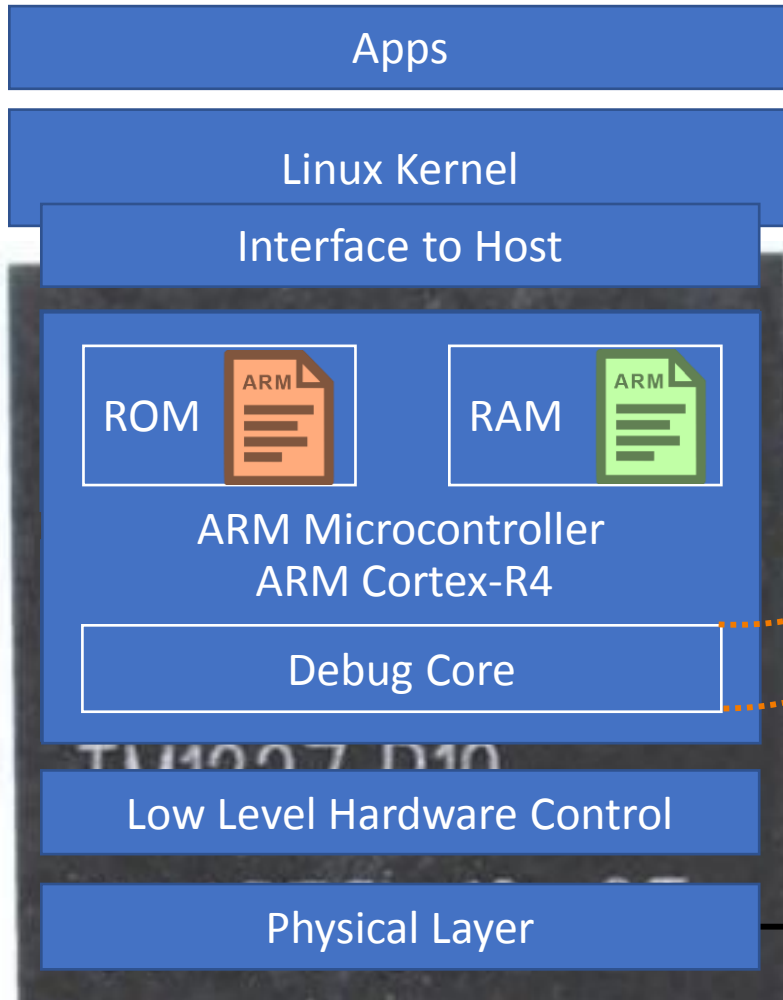 Apps
Linux Kernel
Interface to Host
ROM
ARM
RAM
ARM
ARM Microcontroller
ARM Cortex-R4
Debug Core
Low Level Hardware Control
Physical Layer